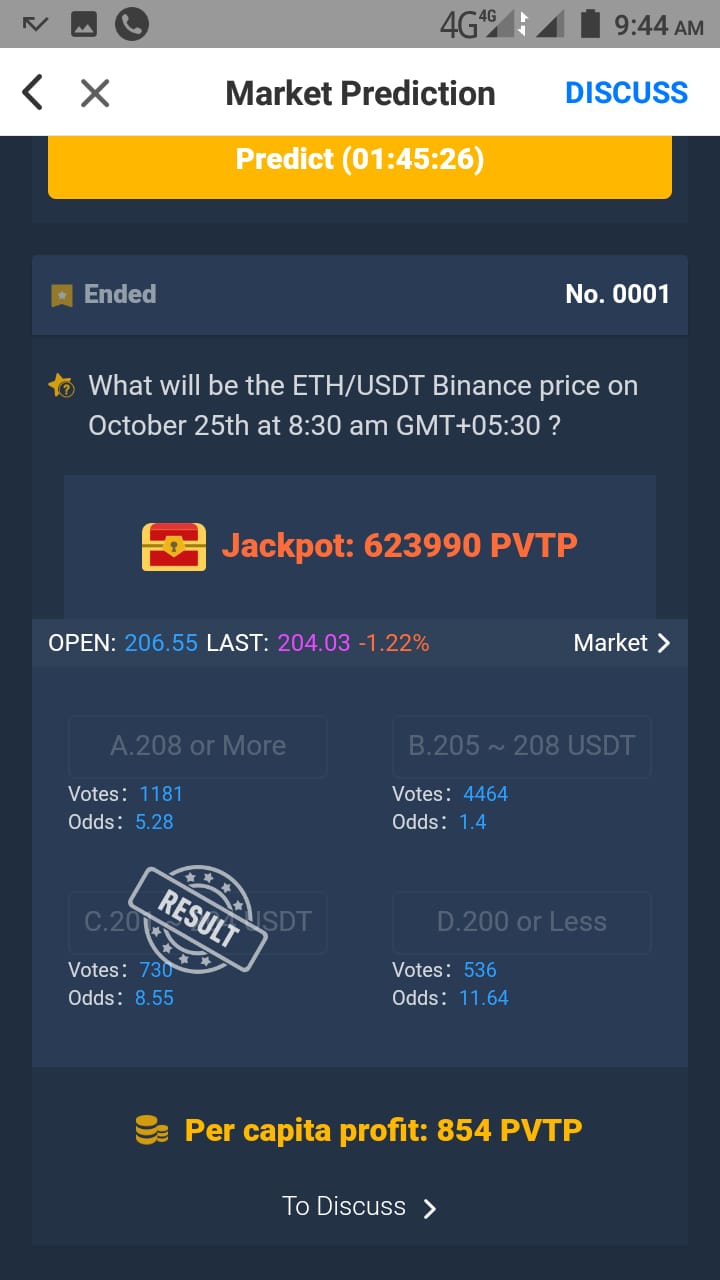 4G 4G 9:44 AM
Market Prediction DISCUSS
Predict (01:45:26)
Ended No. 0001
What will be the ETH/USDT Binance price on
October 25th at 8:30 am GMT+05:30 ?
Jackpot: 623990 PVTP
OPEN: 206.55 LAST: 204.03 -1.22% Market
A.208 or More B.205 ~ 208 USDT
Votes: 1181 Votes: 4464
Odds: 5.28 Odds: 1.4
RESULT
USDT D.200 or Less
Votes: 730 Votes: 536
Odds: 8.55 Odds: 11.64
Per capita profit: 854 PVTP
To Discuss